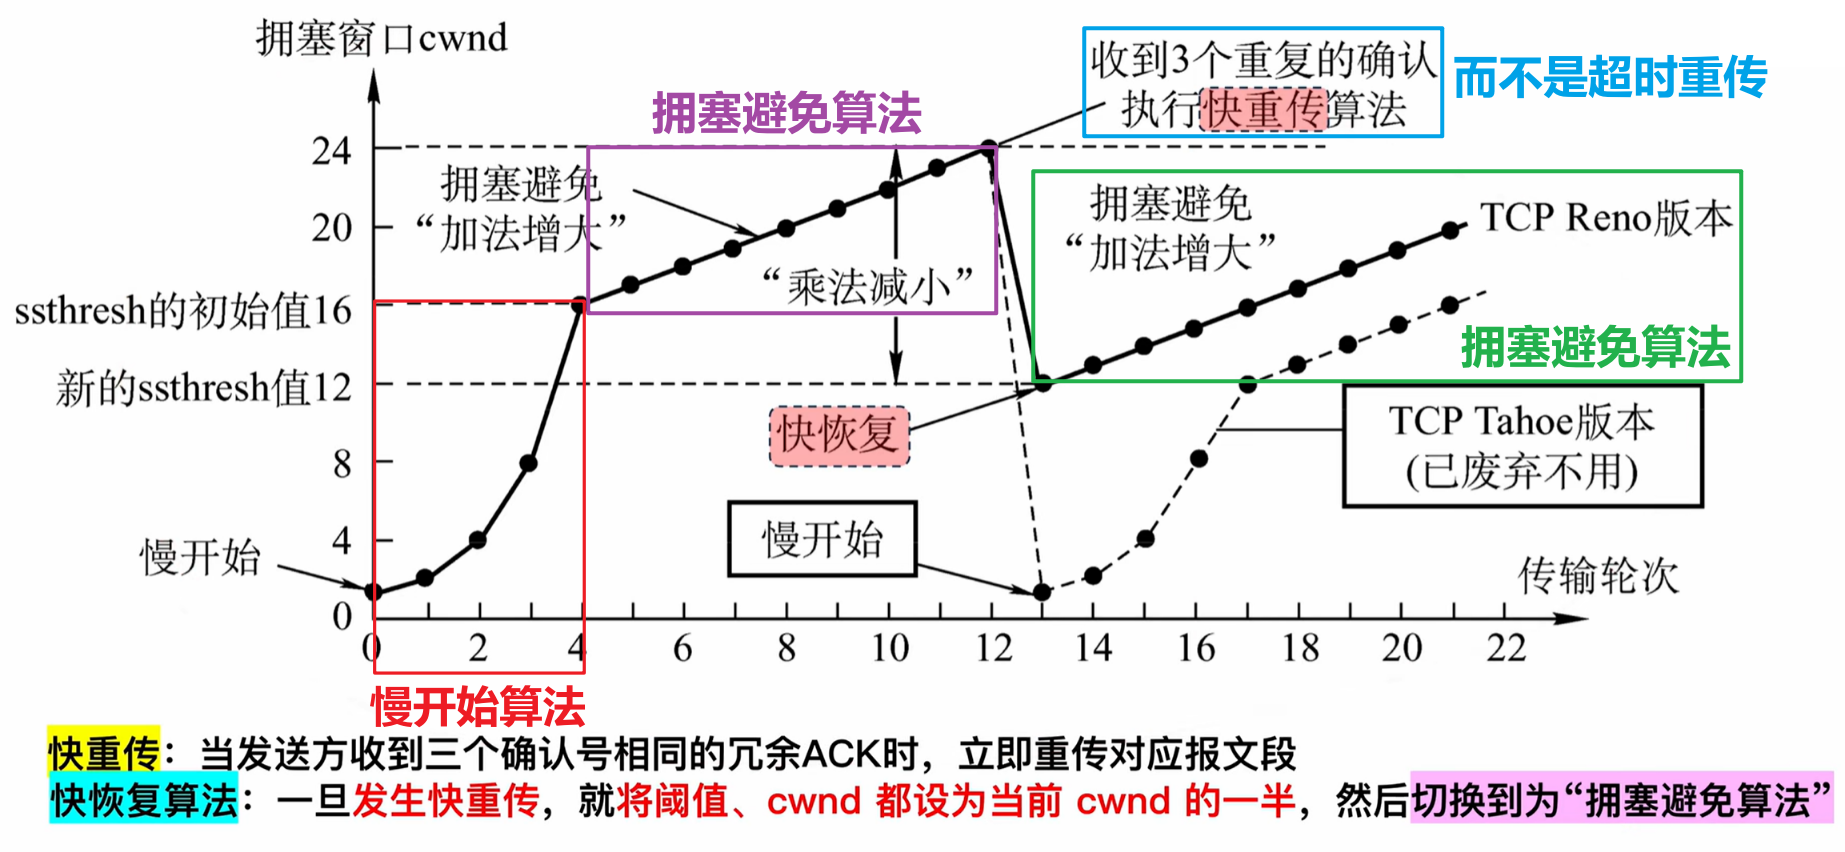 拥塞窗口cwnd
收到3个重复的确认
执行快重传算法
而不是超时重传
拥塞避免算法
24
拥塞避免
“加法增大”
拥塞避免
“加法增大”
TCP Reno版本
20
“乘法减小”
ssthresh的初始值16
拥塞避免算法
新的ssthresh值12
快恢复
TCP Tahoe版本
(已废弃不用)
8
慢开始
4
慢开始
传输轮次
0
0 2 4 6 8 10 12 14 16 18 20 22
慢开始算法
快重传：当发送方收到三个确认号相同的冗余ACK时，立即重传对应报文段
快恢复算法：一旦发生快重传，就将阈值、cwnd 都设为当前 cwnd 的一半，然后切换到为“拥塞避免算法”